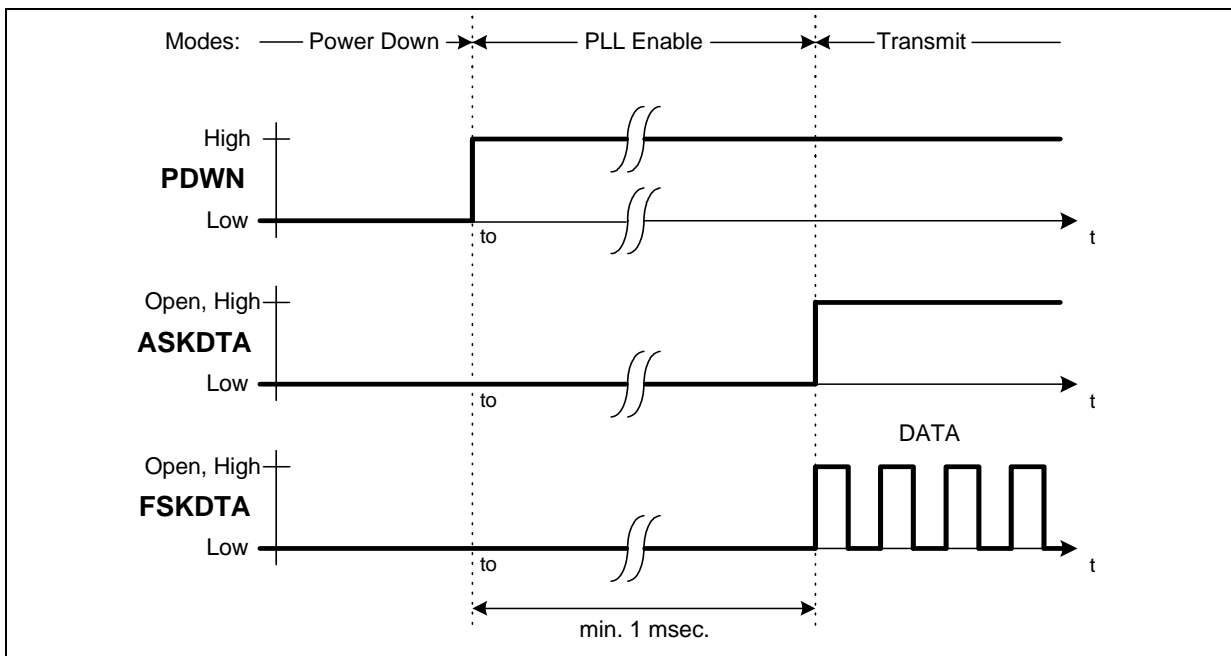 Modes: Power Down PLL Enable Transmit
High
PDWN
Low
to
t
Open, High
ASKDTA
Low
to
t
DATA
Open, High
FSKDTA
Low
to
t
min. 1 msec.